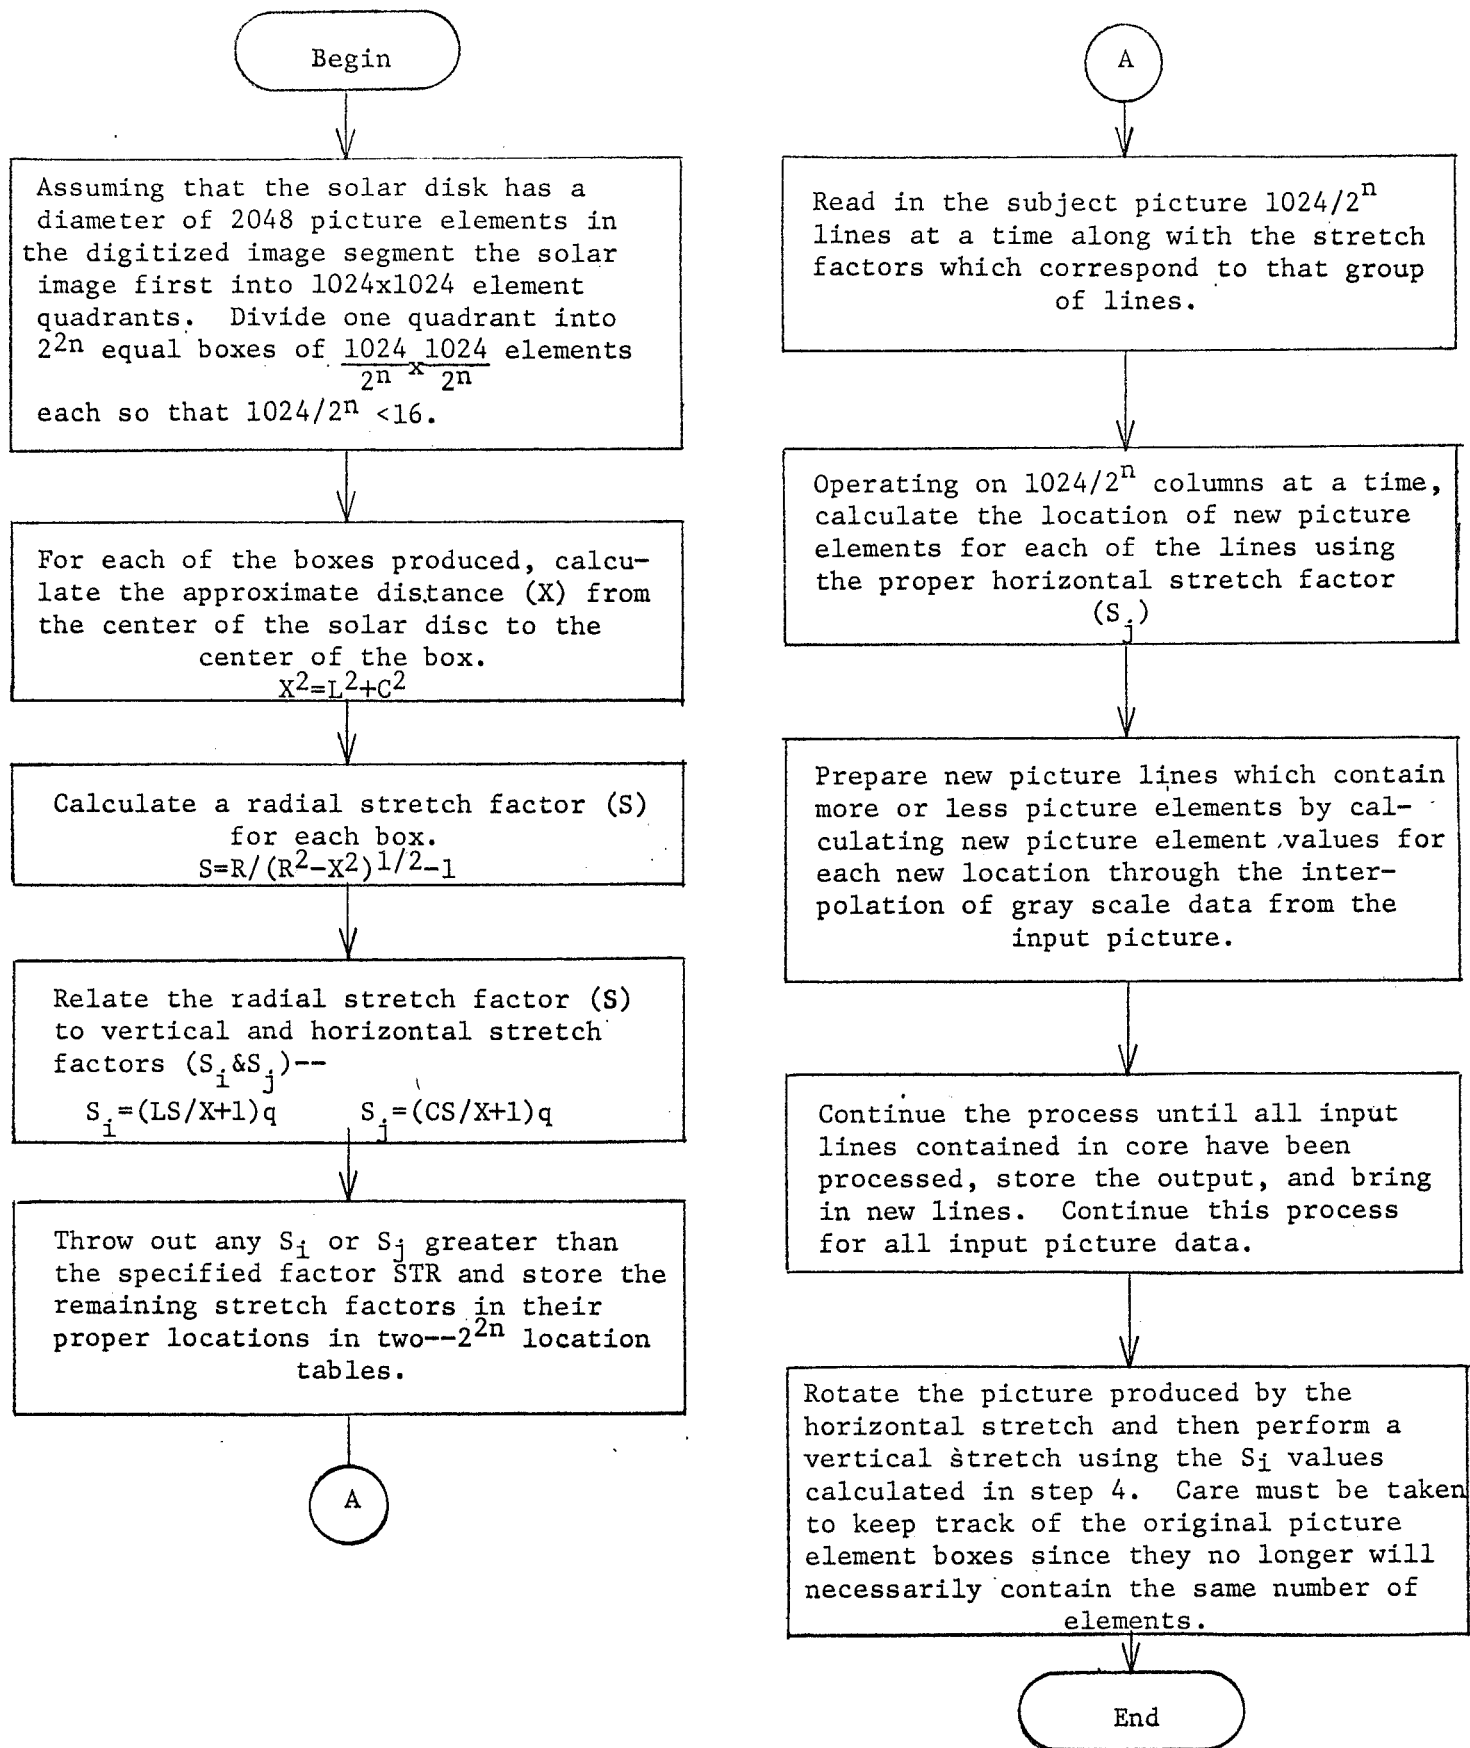 Begin
Assuming that the solar disk has a
diameter of 2048 picture elements in
the digitized image segment the solar
image first into 1024x1024 element
quadrants. Divide one quadrant into
2^2n equal boxes of 1024/2^n x 1024/2^n elements
each so that 1024/2^n <16.
For each of the boxes produced, calcu-
late the approximate distance (X) from
the center of the solar disc to the
center of the box.
X^2=L^2+C^2
Calculate a radial stretch factor (S)
for each box.
S=R/(R^2-X^2)^1/2-1
Relate the radial stretch factor (S)
to vertical and horizontal stretch
factors (S_i&S_j)--
S_i=(LS/X+1)q S_j=(CS/X+1)q
Throw out any S_i or S_j greater than
the specified factor STR and store the
remaining stretch factors in their
proper locations in two--2^2n location
tables.
A
A
Read in the subject picture 1024/2^n
lines at a time along with the stretch
factors which correspond to that group
of lines.
Operating on 1024/2^n columns at a time,
calculate the location of new picture
elements for each of the lines using
the proper horizontal stretch factor
(S_j)
Prepare new picture lines which contain
more or less picture elements by cal-
culating new picture element values for
each new location through the inter-
polation of gray scale data from the
input picture.
Continue the process until all input
lines contained in core have been
processed, store the output, and bring
in new lines. Continue this process
for all input picture data.
Rotate the picture produced by the
horizontal stretch and then perform a
vertical stretch using the S_i values
calculated in step 4. Care must be taken
to keep track of the original picture
element boxes since they no longer will
necessarily contain the same number of
elements.
End